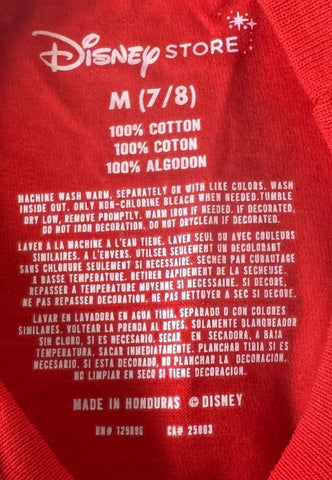 Disney STORE
M (7/8)
100% COTTON
100% COTON
100% ALGODON
MACHINE WASH WARM, SEPARATELY OR WITH LIKE COLORS. WASH
INSIDE OUT. ONLY NON-CHLORINE BLEACH WHEN NEEDED.TUMBLE
DRY LOW, REMOVE PROMPTLY. WARM IRON IF NEEDED. IF DECORATED,
DO NOT IRON DECORATION. DO NOT DRYCLEAN IF DECORATED.
LAVER A LA MACHINE A L'EAU TIEDE. LAVER SEUL OU AVEC COULEURS
SIMILAIRES. A L'ENVERS. UTILSER SEULEMENT UN DECOLORANT
SANS CHLORURE SEULEMENT SI NECESSAIRE. SECHER PAR CUBAUTAGE
A BASSE TEMPERATURE. RETIRER RAPIDEMENT DE LA SECHEUSE.
REPASSER A TEMPERATURE MOYENNE SI NECESSAIRE. SI DECORE,
NE PAS REPASSER DECORATION. NE PAS NETTOYER A SEC SI DECORE.
LAVAR EN LAVADORA EN AGUA TIBIA. SEPARADO O CON COLORES
SIMILARES. VOLTEAR LA PRENDA AL REVES. SOLAMENTE BLANQUEADOR
SIN CLORO, SI ES NECESARIO. SECAR EN SECADORA, A BAJA
TEMPERATURA. SACAR INMEDIATAMENTE. PLANCHAR TIBIA SI ES
NECESARIO. SI ESTA DECORADO, NO PLANCHAR LA DECORACION.
NO LIMPIAR EN SECO SI ES DECORADO.
MADE IN HONDURAS ©DISNEY
RN# 129890 CA# 25083